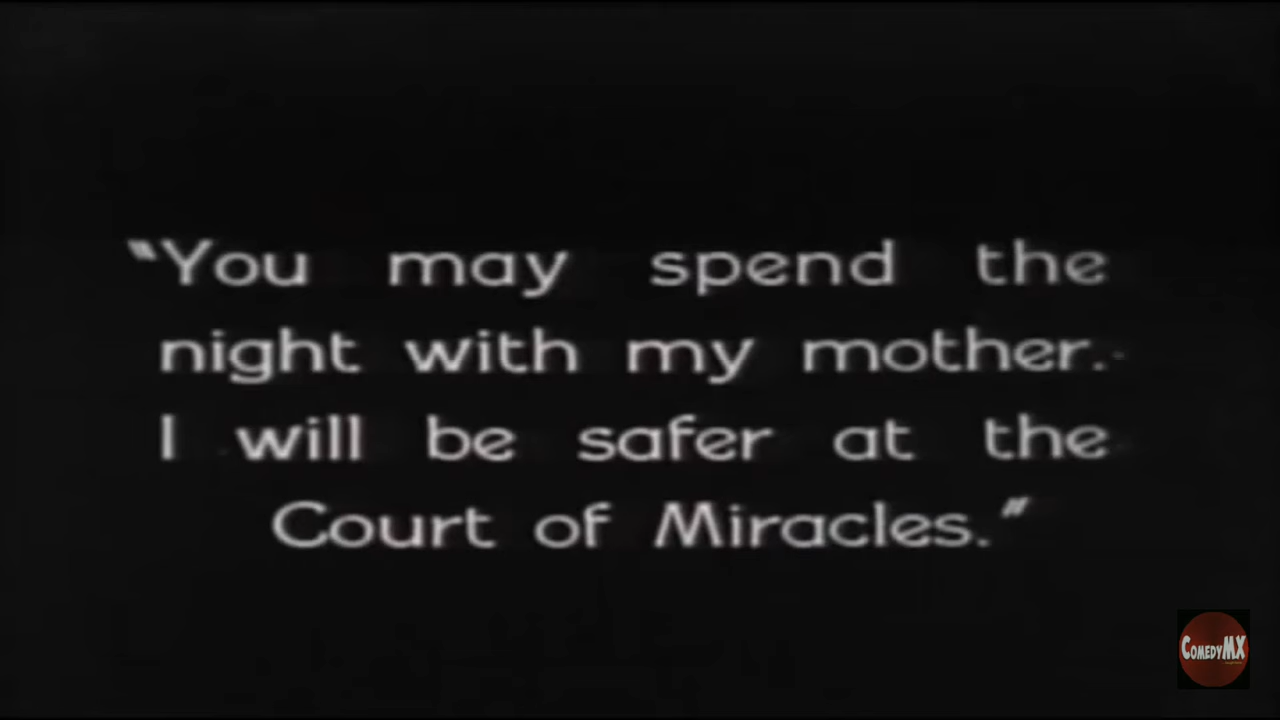 "You may spend the
night with my mother.
I will be safer at the
Court of Miracles."
COMEDYMX